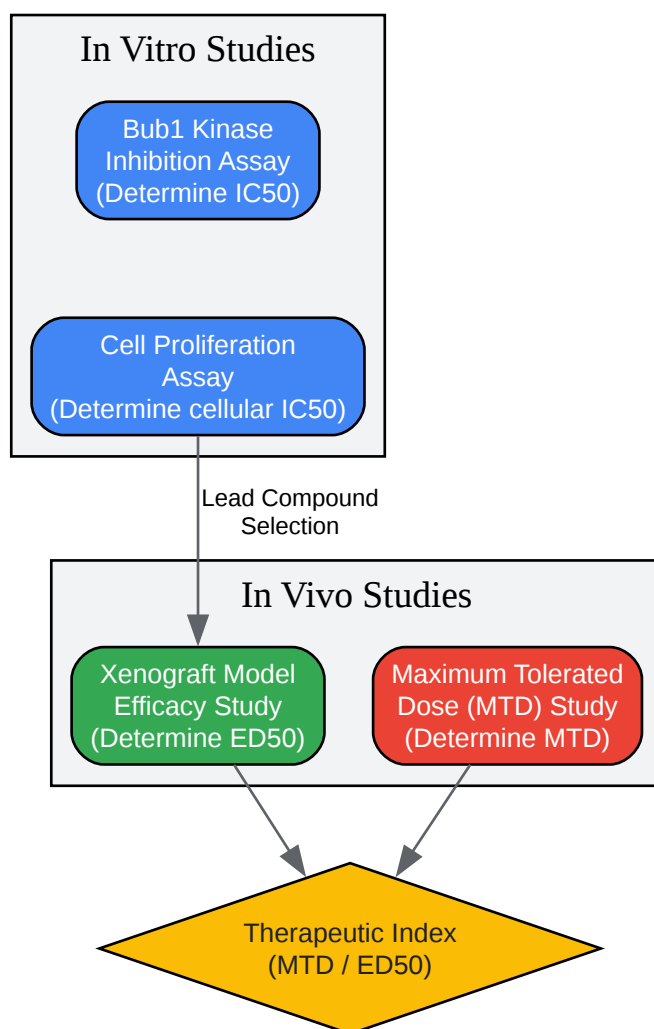 In Vitro Studies
Bub1 Kinase
Inhibition Assay
(Determine IC50)
Cell Proliferation
Assay
(Determine cellular IC50)
Lead Compound
Selection
In Vivo Studies
Xenograft Model
Efficacy Study
(Determine ED50)
Maximum Tolerated
Dose (MTD) Study
(Determine MTD)
Therapeutic Index
(MTD / ED50)